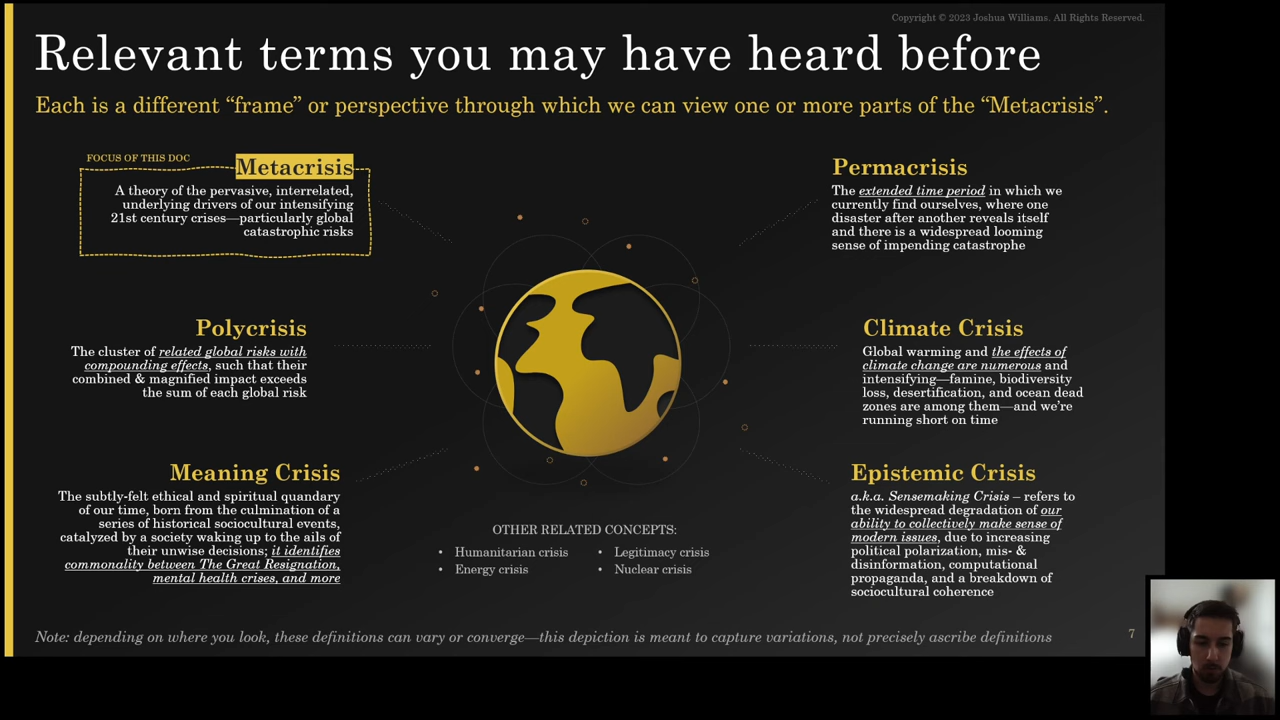 Copyright © 2023 Joshua Williams. All Rights Reserved.
Relevant terms you may have heard before
Each is a different “frame” or perspective through which we can view one or more parts of the “Metacrisis”.
FOCUS OF THIS DOC
Metacrisis
A theory of the pervasive, interrelated,
underlying drivers of our intensifying
21st century crises—particularly global
catastrophic risks
Permacrisis
The extended time period in which we
currently find ourselves, where one
disaster after another reveals itself
and there is a widespread looming
sense of impending catastrophe
Polycrisis
The cluster of related global risks with
compounding effects, such that their
combined & magnified impact exceeds
the sum of each global risk
Climate Crisis
Global warming and the effects of
climate change are numerous and
intensifying—famine, biodiversity
loss, desertification, and ocean dead
zones are among them—and we’re
running short on time
Meaning Crisis
The subtly-felt ethical and spiritual quandary
of our time, born from the culmination of a
series of historical sociocultural events,
catalyzed by a society waking up to the ails of
their unwise decisions; it identifies
commonality between The Great Resignation,
mental health crises, and more
Epistemic Crisis
a.k.a. Sensemaking Crisis – refers to
the widespread degradation of our
ability to collectively make sense of
modern issues, due to increasing
political polarization, mis- &
disinformation, computational
propaganda, and a breakdown of
sociocultural coherence
OTHER RELATED CONCEPTS:
• Humanitarian crisis
• Energy crisis
• Legitimacy crisis
• Nuclear crisis
Note: depending on where you look, these definitions can vary or converge—this depiction is meant to capture variations, not precisely ascribe definitions
7